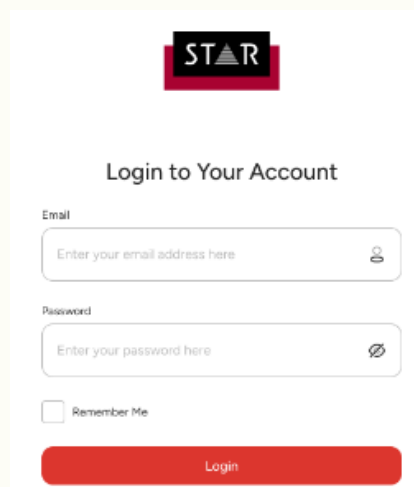 STAR
Login to Your Account
Email
Enter your email address here
Password
Enter your password here
Remember Me
Login